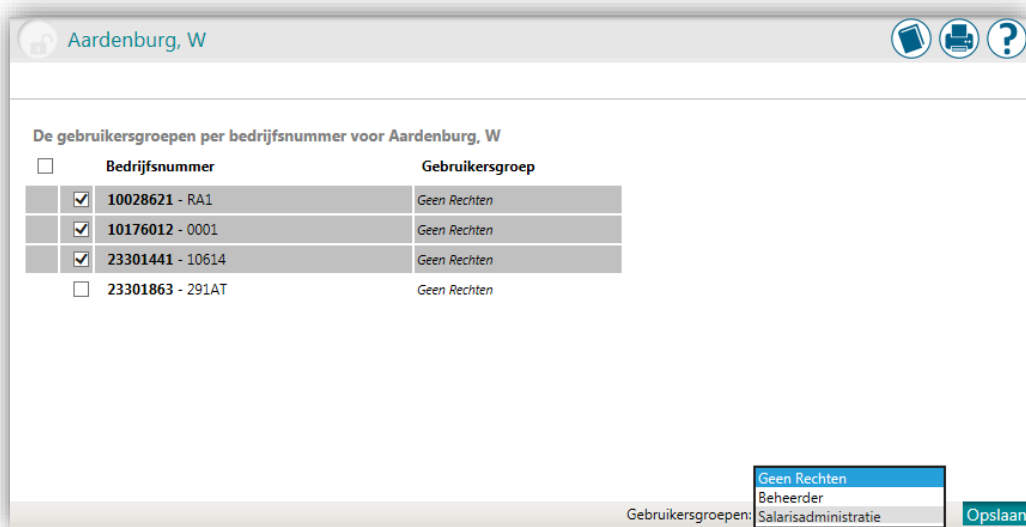 Aardenburg, W
?
De gebruikersgroepen per bedrijfsnummer voor Aardenburg, W
Bedrijfsnummer Gebruikersgroep
10028621 - RA1 Geen Rechten
10176012 - 0001 Geen Rechten
23301441 - 10614 Geen Rechten
23301863 - 291AT Geen Rechten
Geen Rechten
Beheerder
Gebruikersgroepen: Salarisadministratie Opslaan